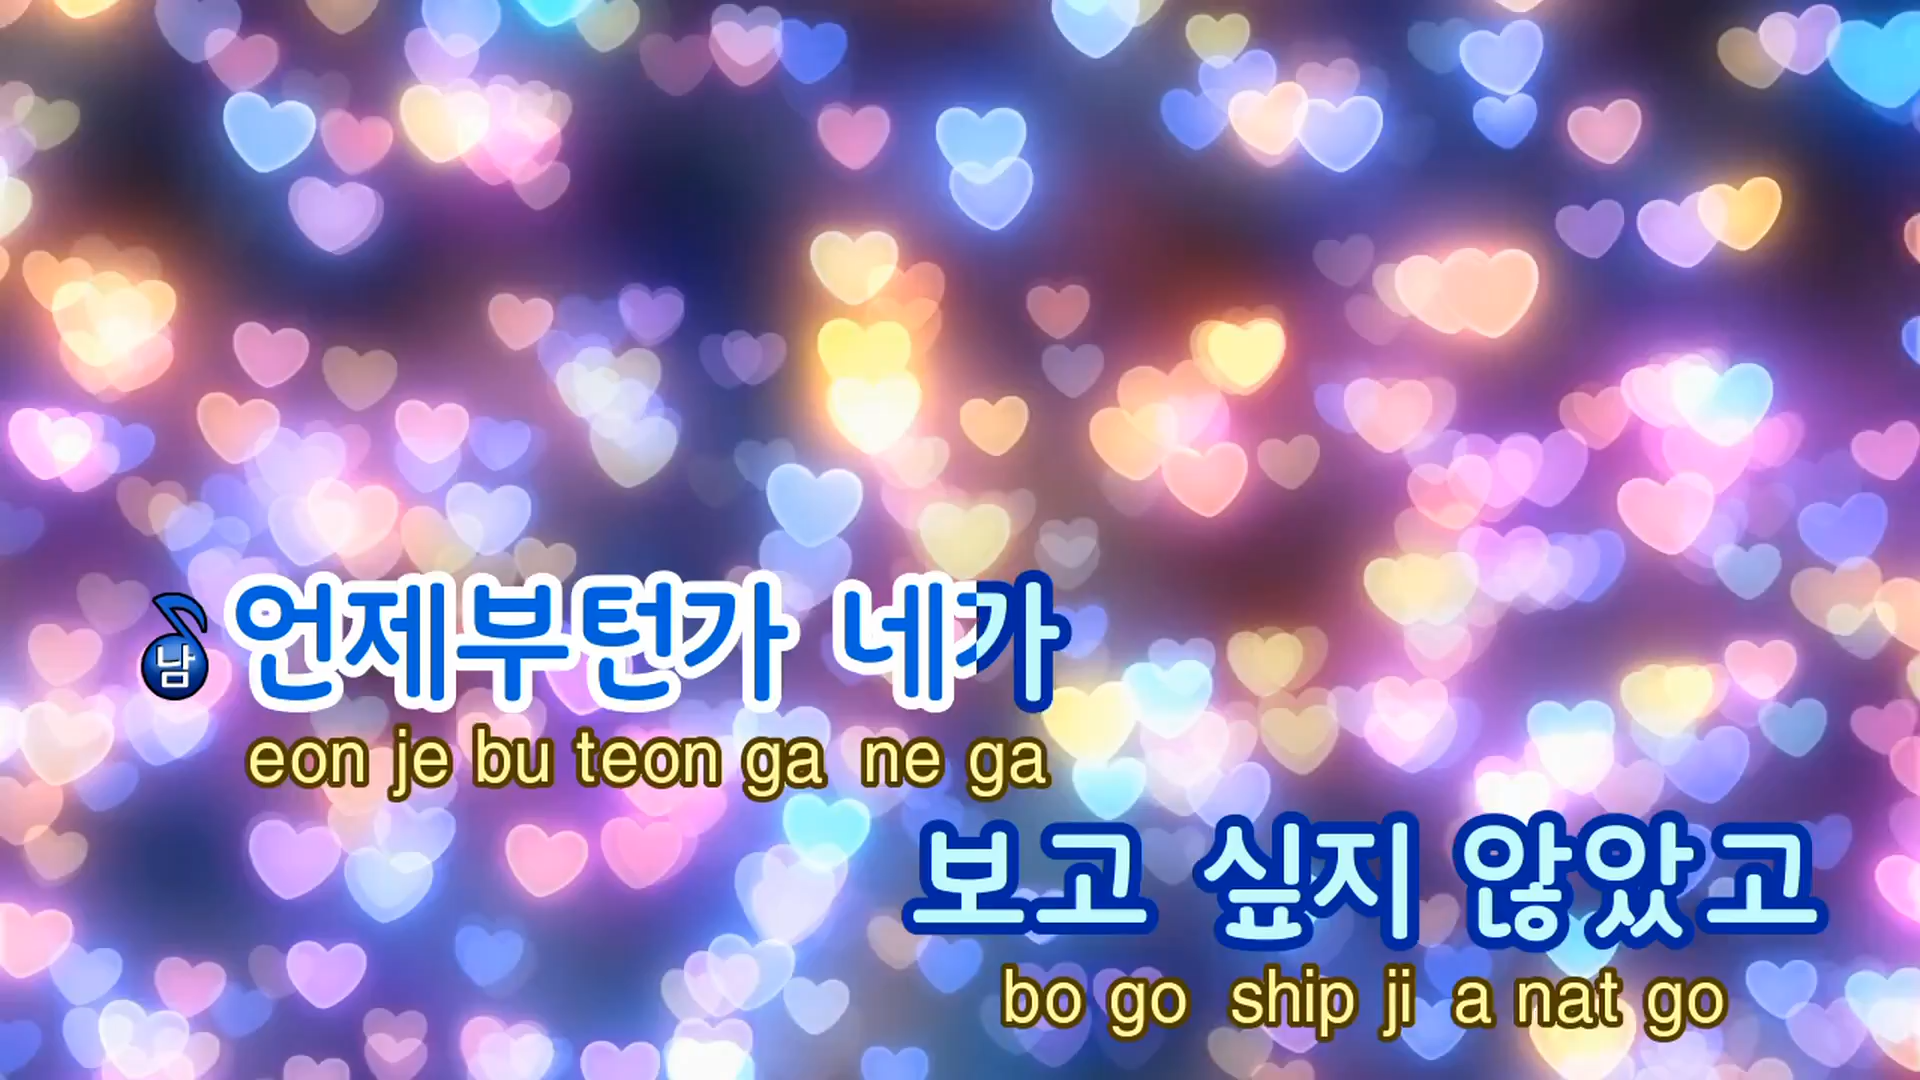 남 언제부턴가 네가
eon je bu teon ga ne ga
보고 싶지 않았고
bo go ship ji a nat go